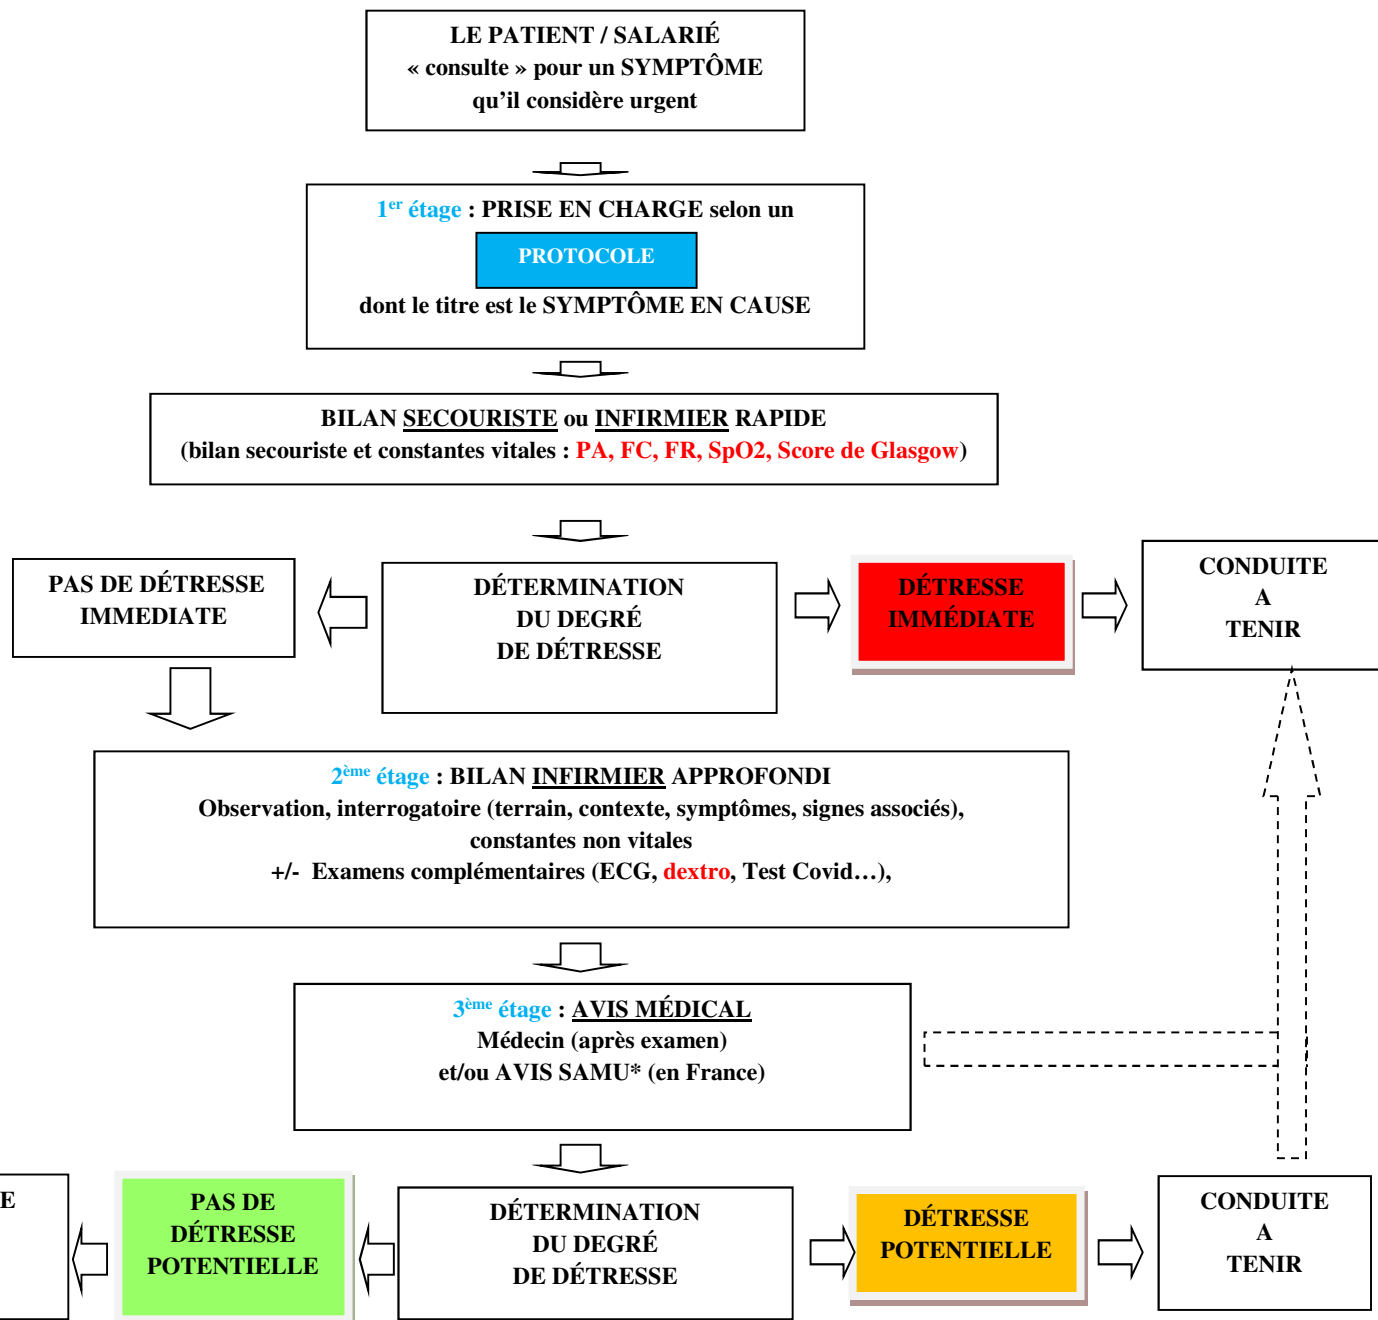 LE PATIENT / SALARIÉ
« consulte » pour un SYMPTÔME
qu'il considère urgent
1er étage : PRISE EN CHARGE selon un
PROTOCOLE
dont le titre est le SYMPTÔME EN CAUSE
BILAN SECOURISTE ou INFIRMIER RAPIDE
(bilan secouriste et constantes vitales : PA, FC, FR, SpO2, Score de Glasgow)
PAS DE DÉTRESSE
IMMEDIATE
DÉTERMINATION
DU DEGRÉ
DE DÉTRESSE
DÉTRESSE
IMMÉDIATE
CONDUITE
A
TENIR
2ème étage : BILAN INFIRMIER APPROFONDI
Observation, interrogatoire (terrain, contexte, symptômes, signes associés),
constantes non vitales
+/- Examens complémentaires (ECG, dextro, Test Covid…),
3ème étage : AVIS MÉDICAL
Médecin (après examen)
et/ou AVIS SAMU* (en France)
E
PAS DE
DÉTRESSE
POTENTIELLE
DÉTERMINATION
DU DEGRÉ
DE DÉTRESSE
DÉTRESSE
POTENTIELLE
CONDUITE
A
TENIR